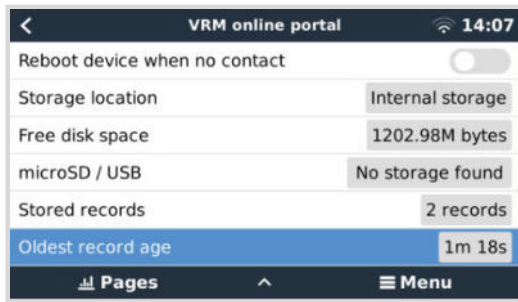 VRM online portal 14:07
Reboot device when no contact
Storage location Internal storage
Free disk space 1202.98M bytes
microSD / USB No storage found
Stored records 2 records
Oldest record age 1m 18s
Pages Menu